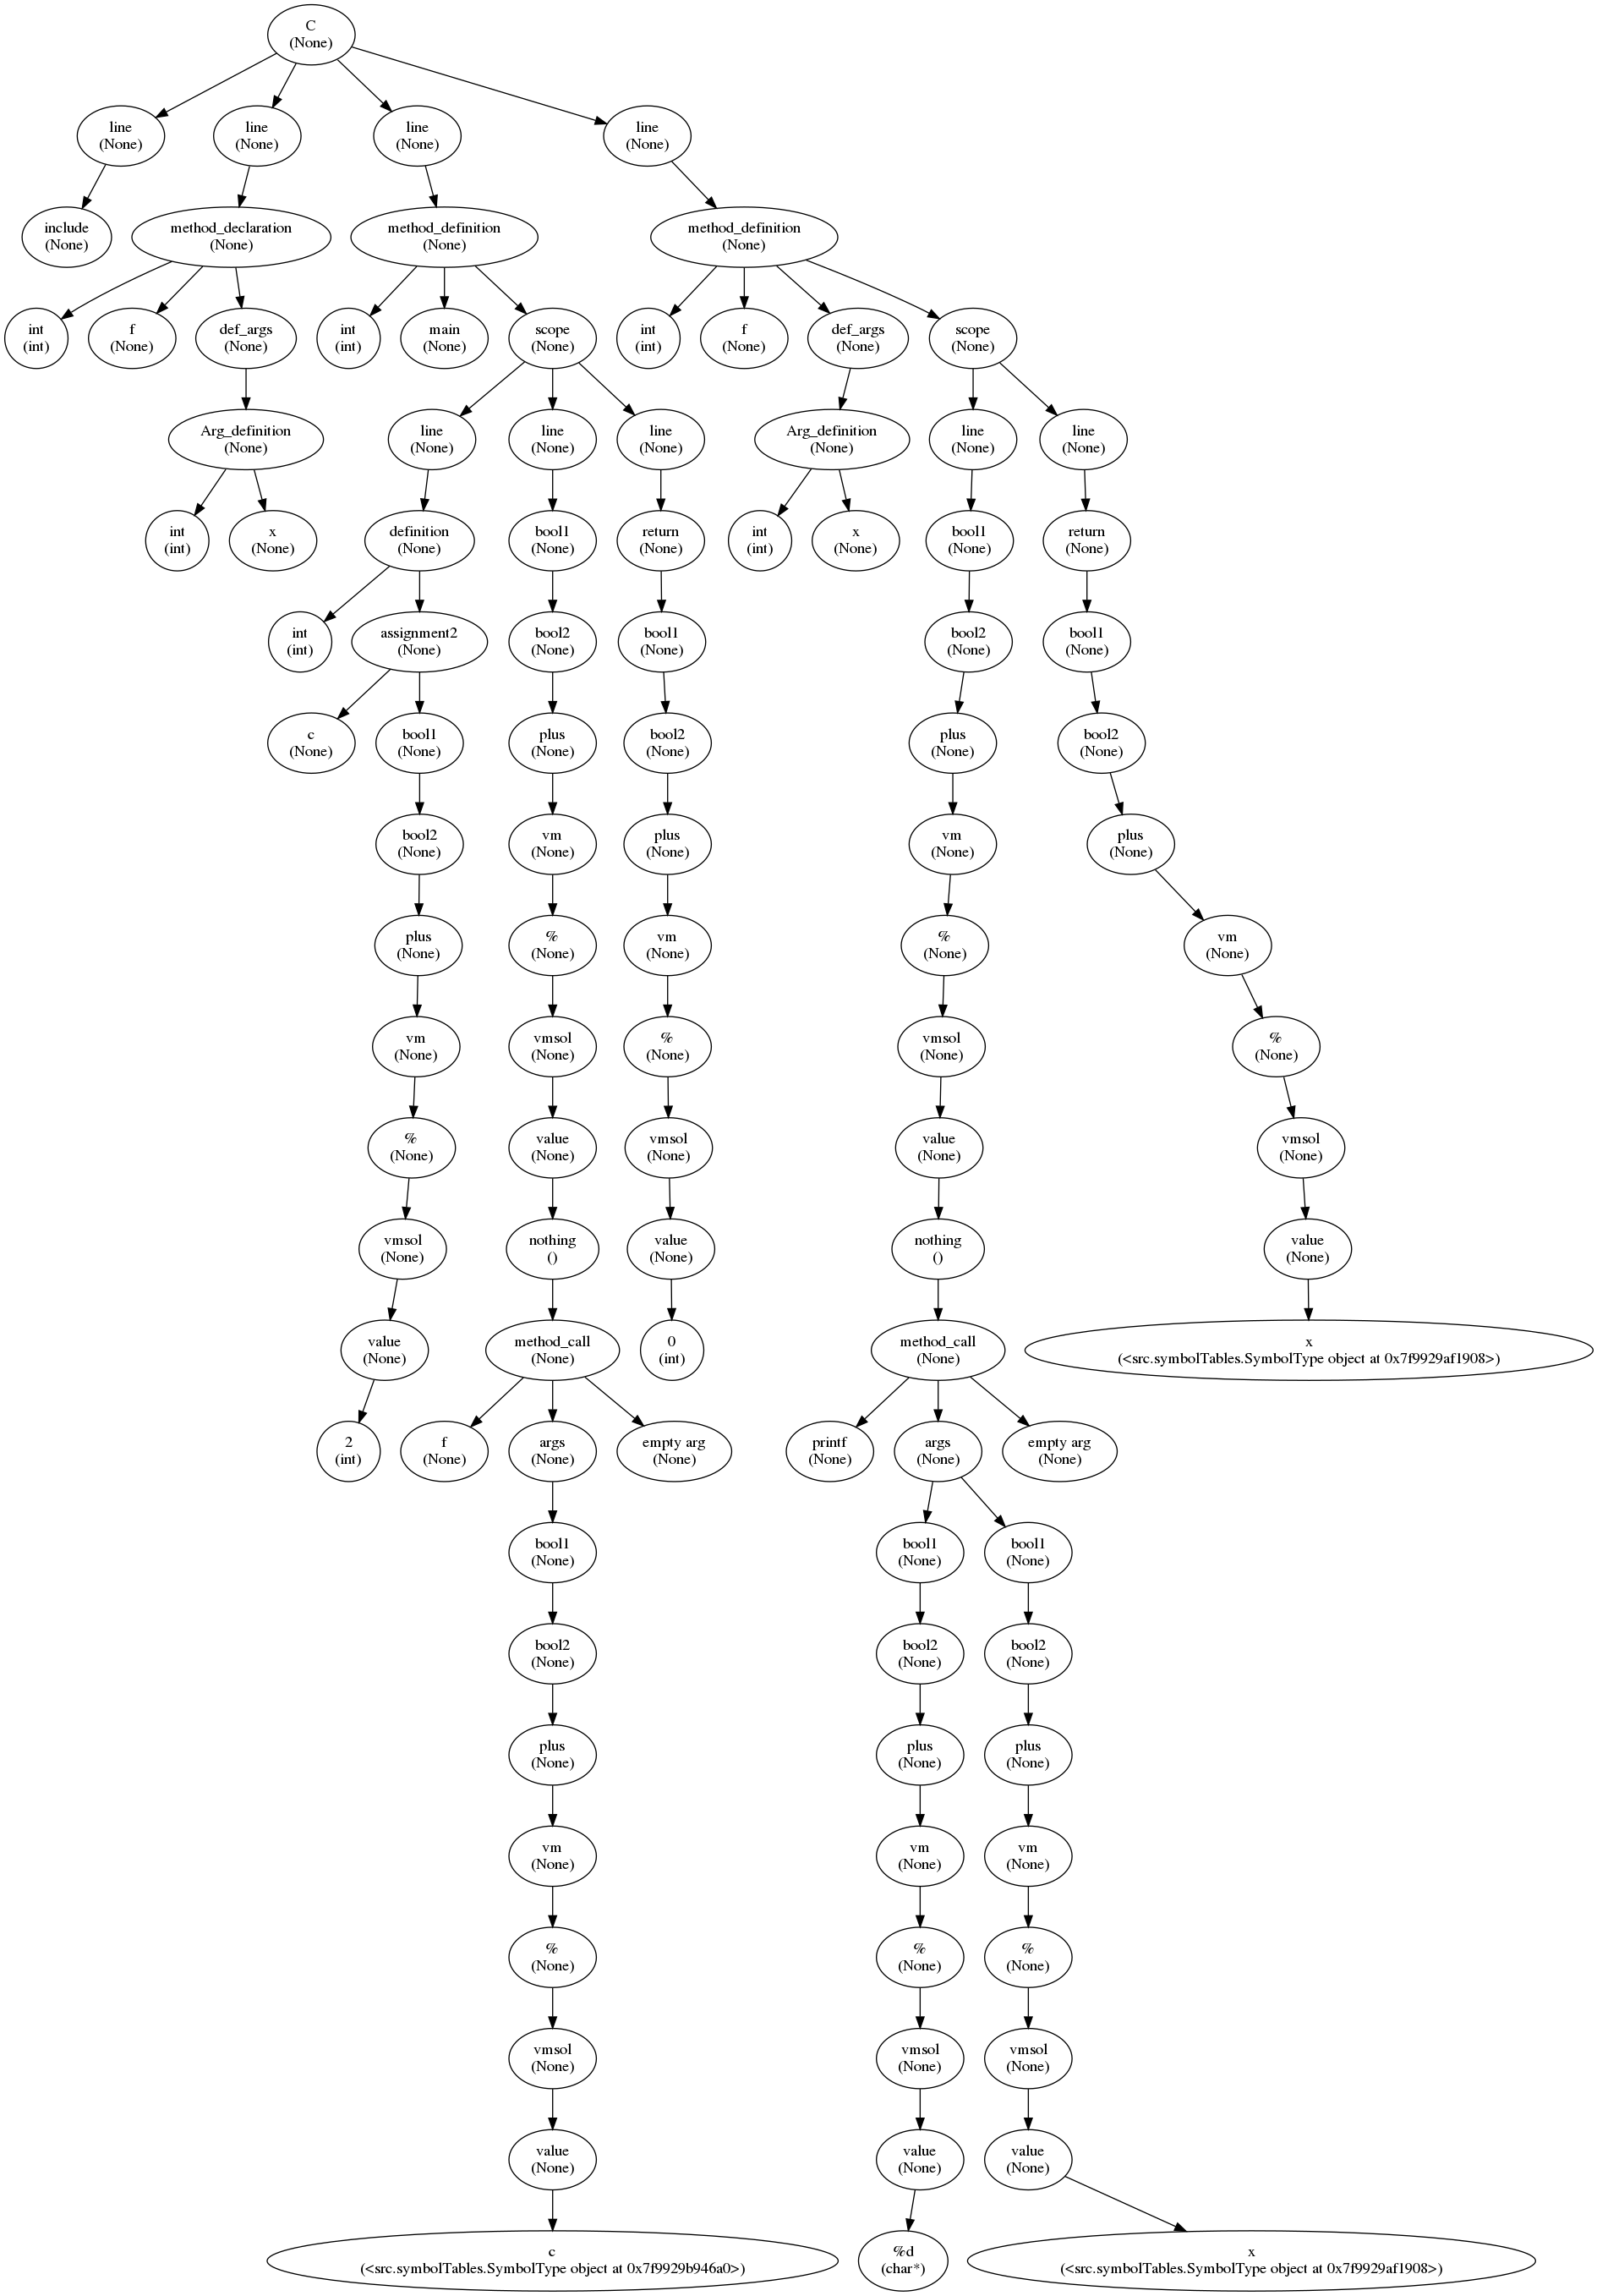 C
(None)
line
(None)
line
(None)
line
(None)
line
(None)
include
(None)
method_declaration
(None)
method_definition
(None)
method_definition
(None)
int
(int)
f
(None)
def_args
(None)
int
(int)
main
(None)
scope
(None)
int
(int)
f
(None)
def_args
(None)
scope
(None)
Arg_definition
(None)
line
(None)
line
(None)
line
(None)
Arg_definition
(None)
line
(None)
line
(None)
int
(int)
x
(None)
definition
(None)
bool1
(None)
return
(None)
int
(int)
x
(None)
bool1
(None)
return
(None)
int
(int)
assignment2
(None)
bool2
(None)
bool1
(None)
bool2
(None)
bool1
(None)
c
(None)
bool1
(None)
plus
(None)
bool2
(None)
plus
(None)
bool2
(None)
bool2
(None)
vm
(None)
plus
(None)
vm
(None)
plus
(None)
plus
(None)
%
(None)
vm
(None)
%
(None)
vm
(None)
vm
(None)
vmsol
(None)
%
(None)
vmsol
(None)
%
(None)
%
(None)
value
(None)
vmsol
(None)
value
(None)
vmsol
(None)
vmsol
(None)
nothing
()
value
(None)
nothing
()
value
(None)
value
(None)
method_call
(None)
0
(int)
method_call
(None)
x
(<src.symbolTables.SymbolType object at 0x7f9929af1908>)
2
(int)
f
(None)
args
(None)
empty arg
(None)
printf
(None)
args
(None)
empty arg
(None)
bool1
(None)
bool1
(None)
bool1
(None)
bool2
(None)
bool2
(None)
bool2
(None)
plus
(None)
plus
(None)
plus
(None)
vm
(None)
vm
(None)
vm
(None)
%
(None)
%
(None)
%
(None)
vmsol
(None)
vmsol
(None)
vmsol
(None)
value
(None)
value
(None)
value
(None)
c
(<src.symbolTables.SymbolType object at 0x7f9929b946a0>)
%d
(char*)
x
(<src.symbolTables.SymbolType object at 0x7f9929af1908>)